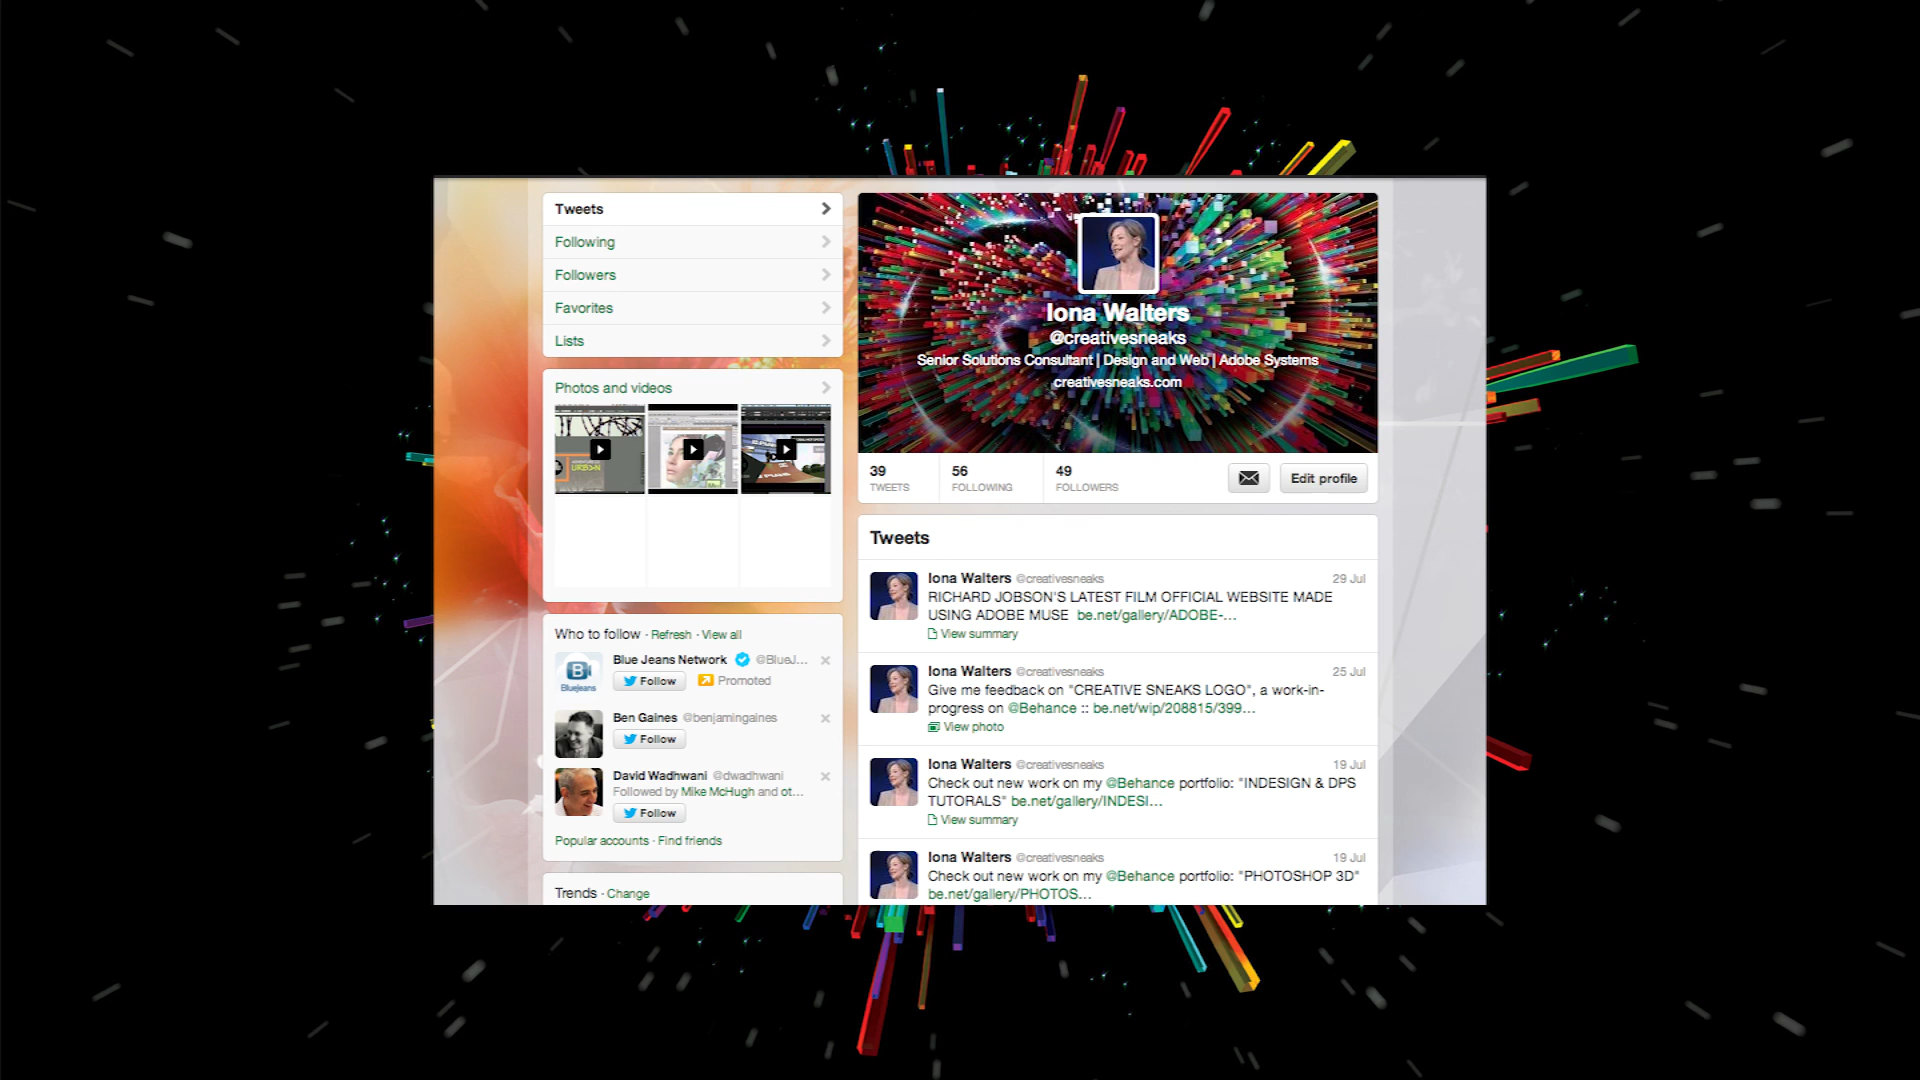 Tweets
Following
Followers
Favorites
Lists
Photos and videos
URBAN
Who to follow · Refresh · View all
Blue Jeans Network @BlueJ...
Follow Promoted
Bluejeans
Ben Gaines @benjamingaines
Follow
David Wadhwani @dwadhwani
Followed by Mike McHugh and ot...
Follow
Popular accounts · Find friends
Trends · Change
Iona Walters
@creativesneaks
Senior Solutions Consultant | Design and Web | Adobe Systems
creativesneaks.com
39 TWEETS
56 FOLLOWING
49 FOLLOWERS
Edit profile
Tweets
Iona Walters @creativesneaks 29 Jul
RICHARD JOBSON'S LATEST FILM OFFICIAL WEBSITE MADE
USING ADOBE MUSE be.net/gallery/ADOBE-...
View summary
Iona Walters @creativesneaks 25 Jul
Give me feedback on "CREATIVE SNEAKS LOGO", a work-in-
progress on @Behance :: be.net/wip/208815/399...
View photo
Iona Walters @creativesneaks 19 Jul
Check out new work on my @Behance portfolio: "INDESIGN & DPS
TUTORIALS" be.net/gallery/INDESI...
View summary
Iona Walters @creativesneaks 19 Jul
Check out new work on my @Behance portfolio: "PHOTOSHOP 3D"
be.net/gallery/PHOTOS...